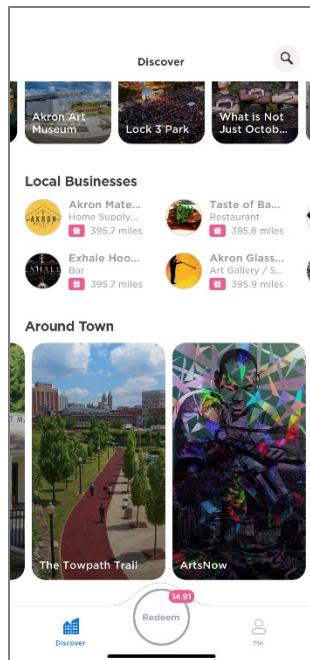 Discover
Akron Art
Museum
Lock 3 Park
What is Not
Just Octob...
Local Businesses
Akron Mate...
Home Supply...
395.7 miles
Taste of Ba...
Restaurant
395.8 miles
AKRON
Exhale Hoo...
Bar
395.7 miles
EXHALE
Akron Glass...
Art Gallery / S...
395.9 miles
Around Town
The Towpath Trail
ArtsNow
14.91
Redeem
Discover
Me